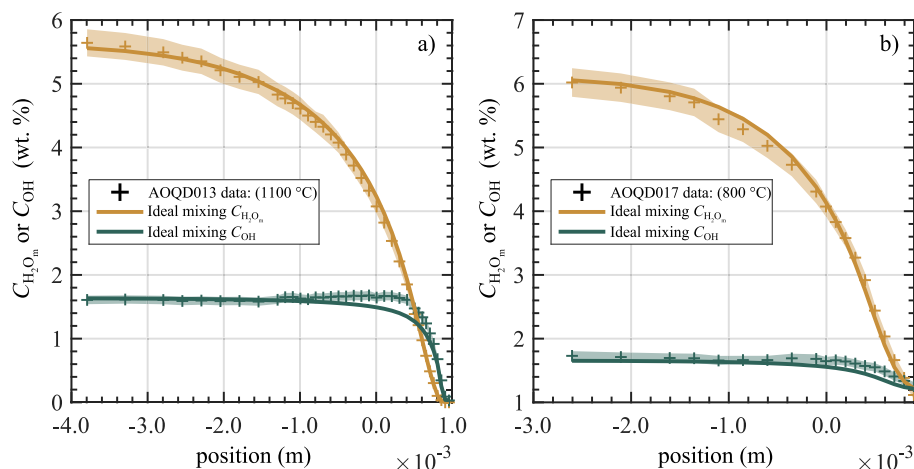 a)
6
5
4
3
2
1
0
C_H₂Oₘ or C_OH (wt. %)
AOQD013 data: (1100 °C)
Ideal mixing C_H₂Oₘ
Ideal mixing C_OH
-4.0 -3.0 -2.0 -1.0 0.0 1.0
position (m) ×10⁻³
b)
7
6
5
4
3
2
1
C_H₂Oₘ or C_OH (wt. %)
AOQD017 data: (800 °C)
Ideal mixing C_H₂Oₘ
Ideal mixing C_OH
-3.0 -2.0 -1.0 0.0
position (m) ×10⁻³